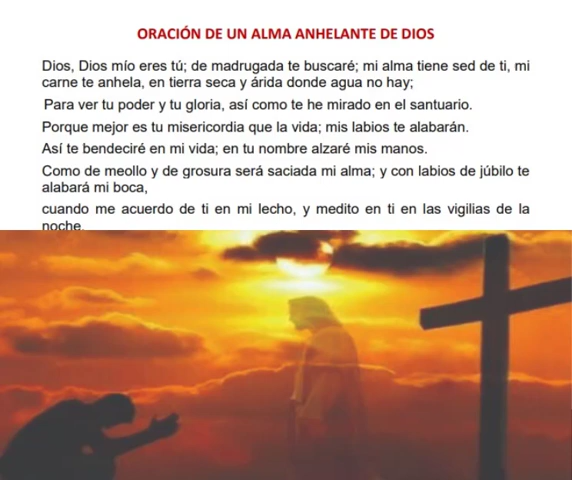 ORACIÓN DE UN ALMA ANHELANTE DE DIOS
Dios, Dios mío eres tú; de madrugada te buscaré; mi alma tiene sed de ti, mi
carne te anhela, en tierra seca y árida donde agua no hay;
Para ver tu poder y tu gloria, así como te he mirado en el santuario.
Porque mejor es tu misericordia que la vida; mis labios te alabarán.
Así te bendeciré en mi vida; en tu nombre alzaré mis manos.
Como de meollo y de grosura será saciada mi alma; y con labios de júbilo te
alabará mi boca,
cuando me acuerdo de ti en mi lecho, y medito en ti en las vigilias de la
noche.